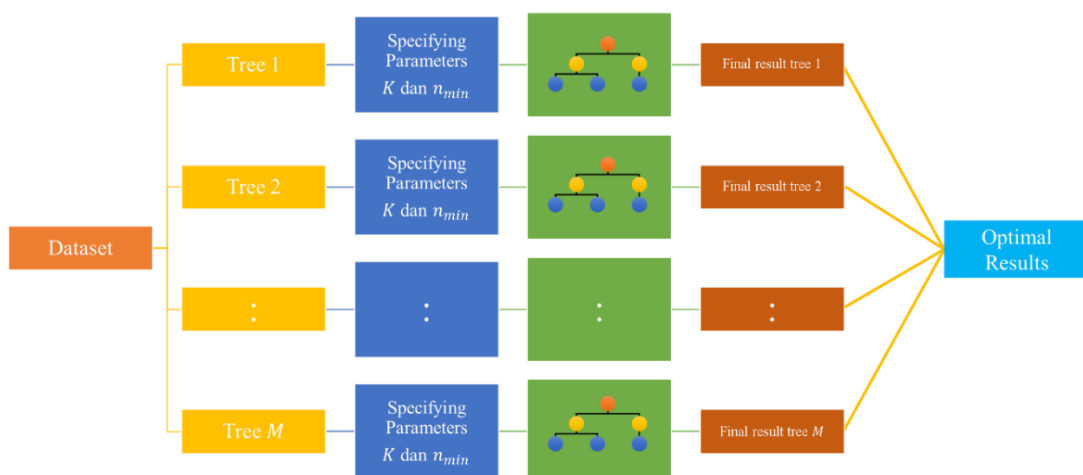 Dataset
Tree 1
Specifying
Parameters
K dan n_min
Final result tree 1
Tree 2
Specifying
Parameters
K dan n_min
Final result tree 2
:
:
:
:
Tree M
Specifying
Parameters
K dan n_min
Final result tree M
Optimal
Results